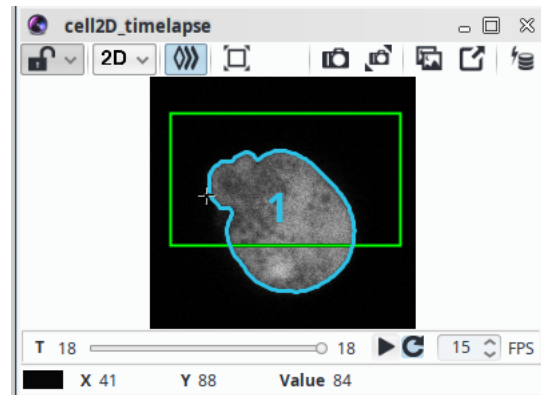 cell2D_timelapse
2D
1
T 18 18 15 FPS
X 41 Y 88 Value 84